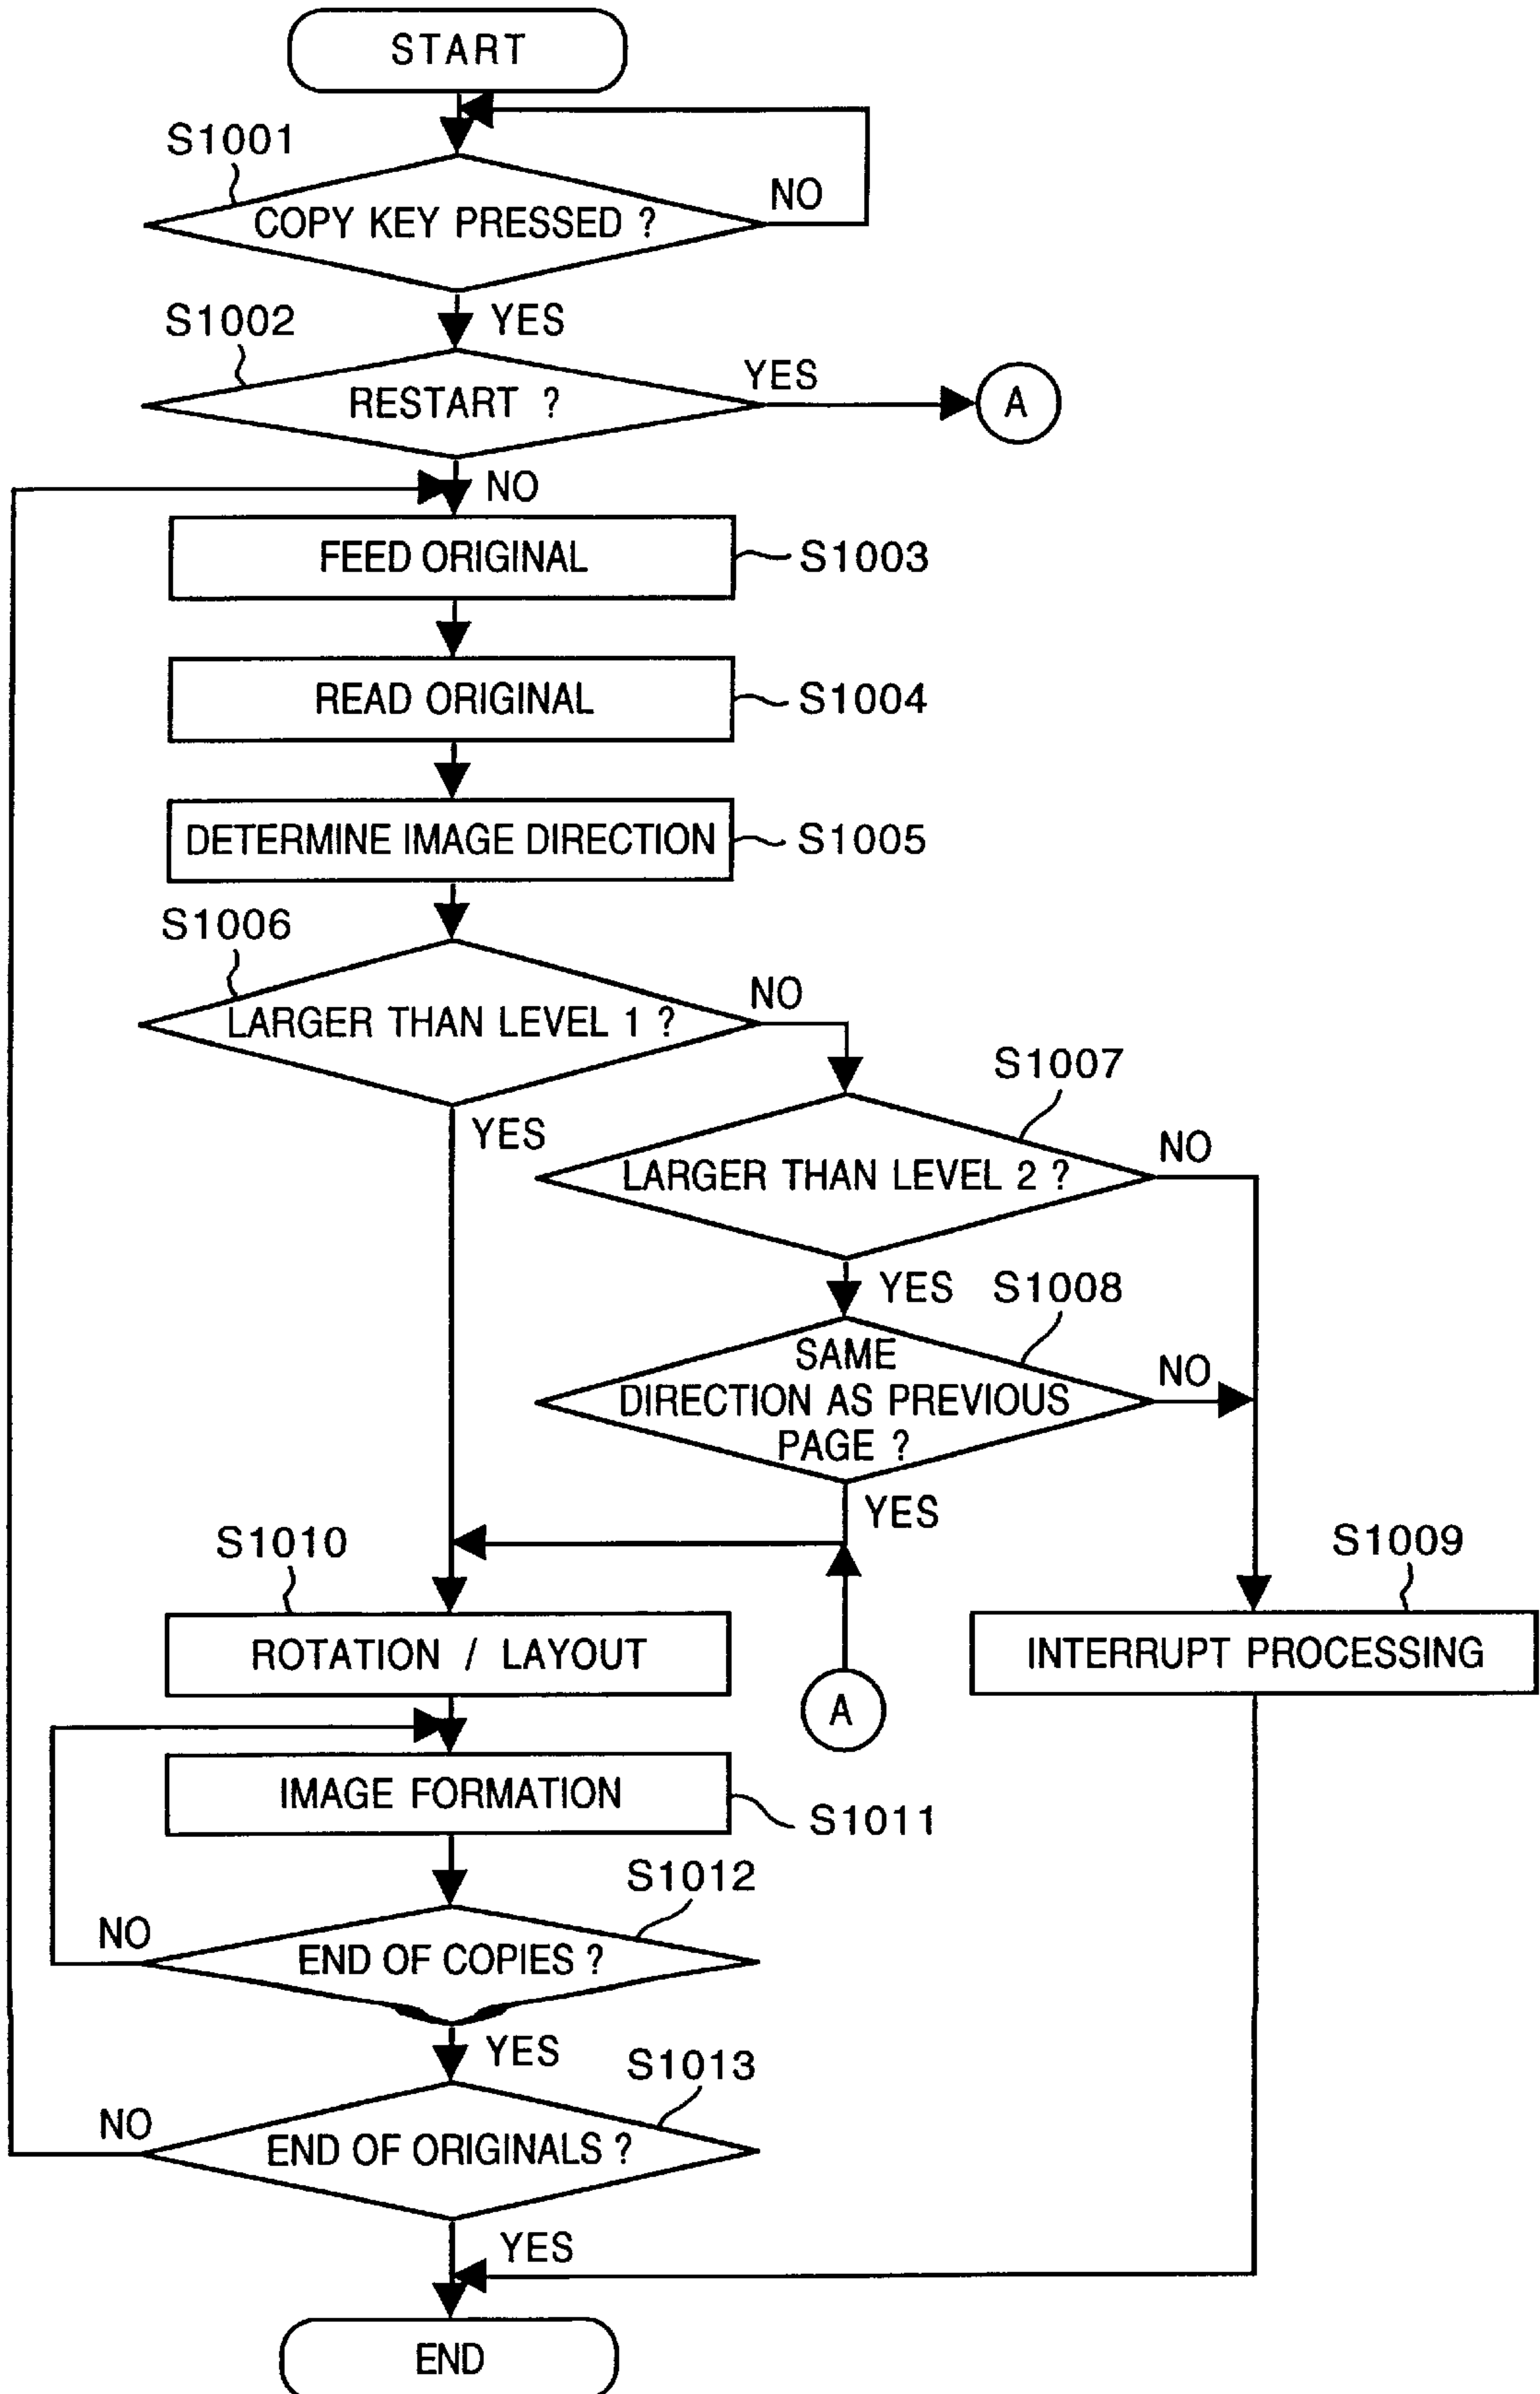 START
S1001
NO
COPY KEY PRESSED ?
YES
S1002
YES
RESTART ?
A
NO
FEED ORIGINAL
S1003
READ ORIGINAL
S1004
DETERMINE IMAGE DIRECTION
S1005
S1006
NO
LARGER THAN LEVEL 1 ?
S1007
YES
NO
LARGER THAN LEVEL 2 ?
YES
S1008
SAME
DIRECTION AS PREVIOUS
PAGE ?
NO
YES
S1010
S1009
ROTATION / LAYOUT
INTERRUPT PROCESSING
A
IMAGE FORMATION
S1011
S1012
NO
END OF COPIES ?
YES
S1013
NO
END OF ORIGINALS ?
YES
END